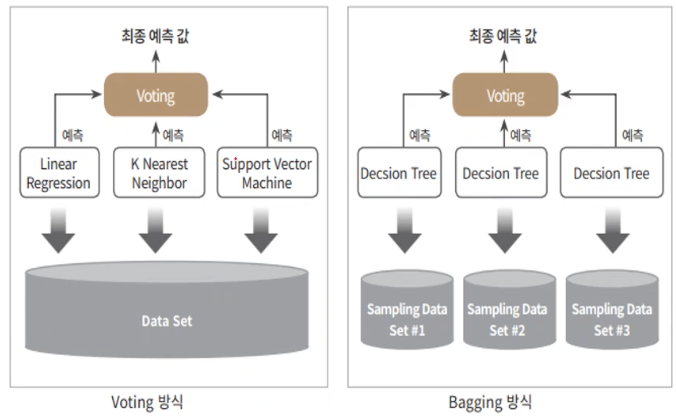 최종 예측 값
Voting
예측
예측
예측
Linear
Regression
K Nearest
Neighbor
Support Vector
Machine
Data Set
Voting 방식
최종 예측 값
Voting
예측
예측
예측
Decsion Tree
Decsion Tree
Decsion Tree
Sampling Data
Set #1
Sampling Data
Set #2
Sampling Data
Set #3
Bagging 방식